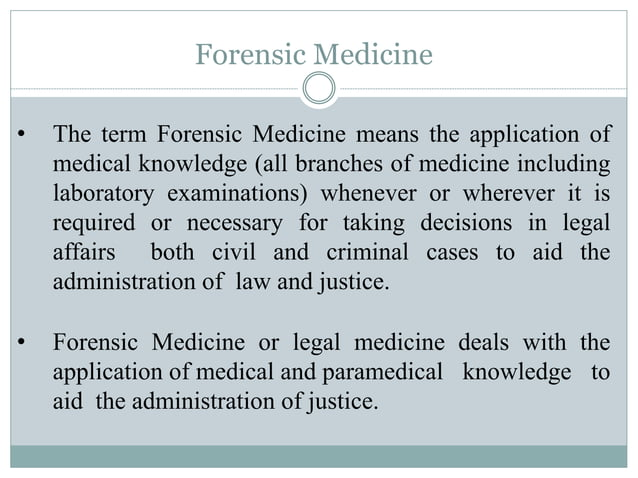 Forensic Medicine
• The term Forensic Medicine means the application of
medical knowledge (all branches of medicine including
laboratory examinations) whenever or wherever it is
required or necessary for taking decisions in legal
affairs both civil and criminal cases to aid the
administration of law and justice.
• Forensic Medicine or legal medicine deals with the
application of medical and paramedical knowledge to
aid the administration of justice.